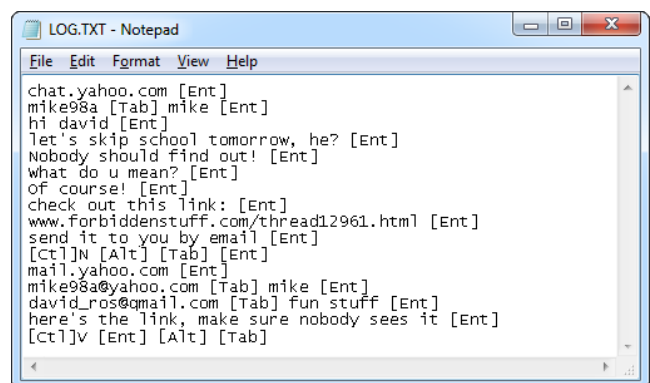 LOG.TXT - Notepad
File Edit Format View Help
chat.yahoo.com [Ent]
mike98a [Tab] mike [Ent]
hi david [Ent]
let's skip school tomorrow, he? [Ent]
Nobody should find out! [Ent]
what do u mean? [Ent]
Of course! [Ent]
check out this link: [Ent]
www.forbiddenstuff.com/thread12961.html [Ent]
send it to you by email [Ent]
[Ctl]N [Alt] [Tab] [Ent]
mail.yahoo.com [Ent]
mike98a@yahoo.com [Tab] mike [Ent]
david_ros@qmail.com [Tab] fun stuff [Ent]
here's the link, make sure nobody sees it [Ent]
[Ctl]V [Ent] [Alt] [Tab]